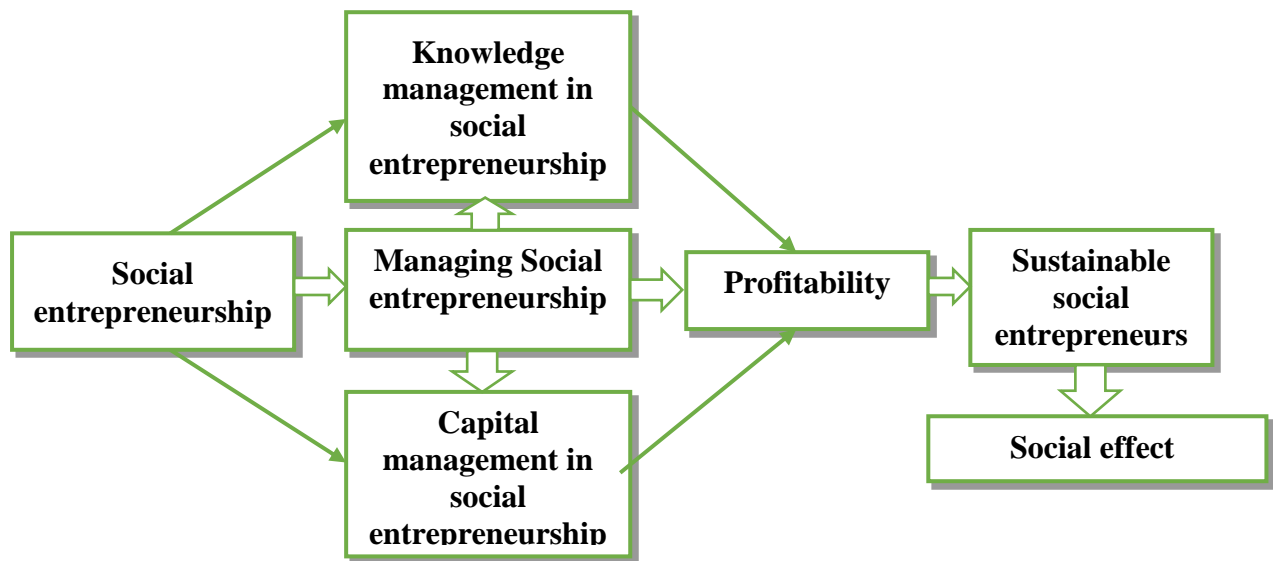 Knowledge
management in
social
entrepreneurship
Social
entrepreneurship
Managing Social
entrepreneurship
Profitability
Sustainable
social
entrepreneurs
Capital
management in
social
entrepreneurship
Social effect